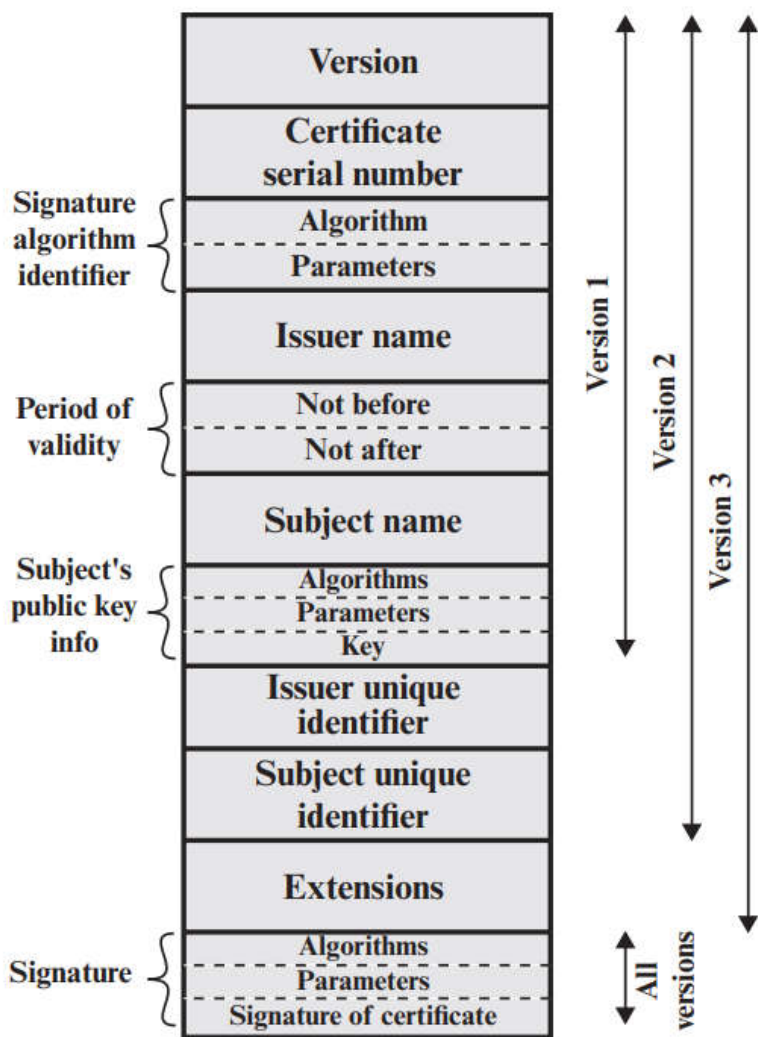 Version
Certificate
serial number
Signature
algorithm
identifier
Algorithm
Parameters
Issuer name
Period of
validity
Not before
Not after
Subject name
Subject's
public key
info
Algorithms
Parameters
Key
Issuer unique
identifier
Subject unique
identifier
Extensions
Signature
Algorithms
Parameters
Signature of certificate
Version 1
Version 2
Version 3
All
versions